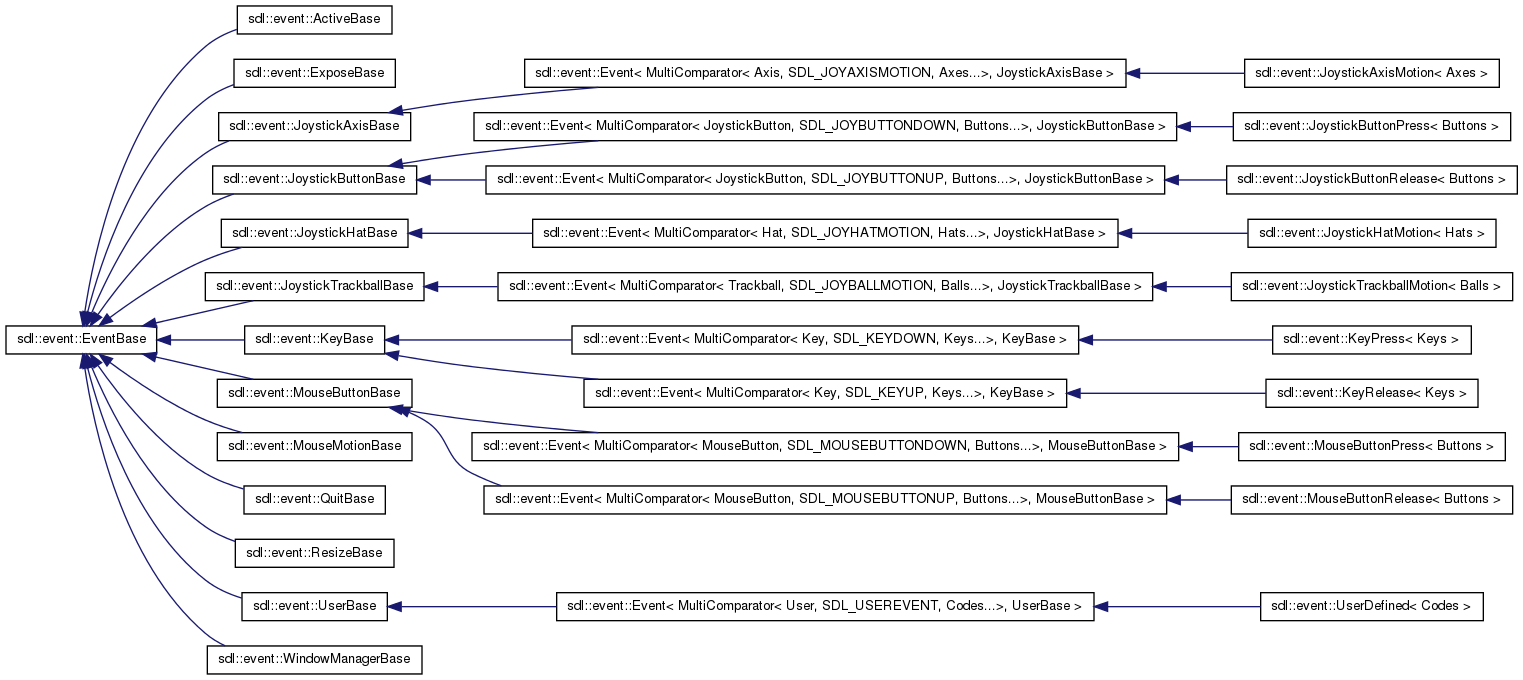 sdl::event::ActiveBase
sdl::event::ExposeBase
sdl::event::Event< MultiComparator< Axis, SDL_JOYAXISMOTION, Axes...>, JoystickAxisBase >
sdl::event::JoystickAxisMotion< Axes >
sdl::event::JoystickAxisBase
sdl::event::Event< MultiComparator< JoystickButton, SDL_JOYBUTTONDOWN, Buttons...>, JoystickButtonBase >
sdl::event::JoystickButtonPress< Buttons >
sdl::event::JoystickButtonBase
sdl::event::Event< MultiComparator< JoystickButton, SDL_JOYBUTTONUP, Buttons...>, JoystickButtonBase >
sdl::event::JoystickButtonRelease< Buttons >
sdl::event::JoystickHatBase
sdl::event::Event< MultiComparator< Hat, SDL_JOYHATMOTION, Hats...>, JoystickHatBase >
sdl::event::JoystickHatMotion< Hats >
sdl::event::JoystickTrackballBase
sdl::event::Event< MultiComparator< Trackball, SDL_JOYBALLMOTION, Balls...>, JoystickTrackballBase >
sdl::event::JoystickTrackballMotion< Balls >
sdl::event::EventBase
sdl::event::KeyBase
sdl::event::Event< MultiComparator< Key, SDL_KEYDOWN, Keys...>, KeyBase >
sdl::event::KeyPress< Keys >
sdl::event::MouseButtonBase
sdl::event::Event< MultiComparator< Key, SDL_KEYUP, Keys...>, KeyBase >
sdl::event::KeyRelease< Keys >
sdl::event::MouseMotionBase
sdl::event::Event< MultiComparator< MouseButton, SDL_MOUSEBUTTONDOWN, Buttons...>, MouseButtonBase >
sdl::event::MouseButtonPress< Buttons >
sdl::event::QuitBase
sdl::event::Event< MultiComparator< MouseButton, SDL_MOUSEBUTTONUP, Buttons...>, MouseButtonBase >
sdl::event::MouseButtonRelease< Buttons >
sdl::event::ResizeBase
sdl::event::UserBase
sdl::event::Event< MultiComparator< User, SDL_USEREVENT, Codes...>, UserBase >
sdl::event::UserDefined< Codes >
sdl::event::WindowManagerBase